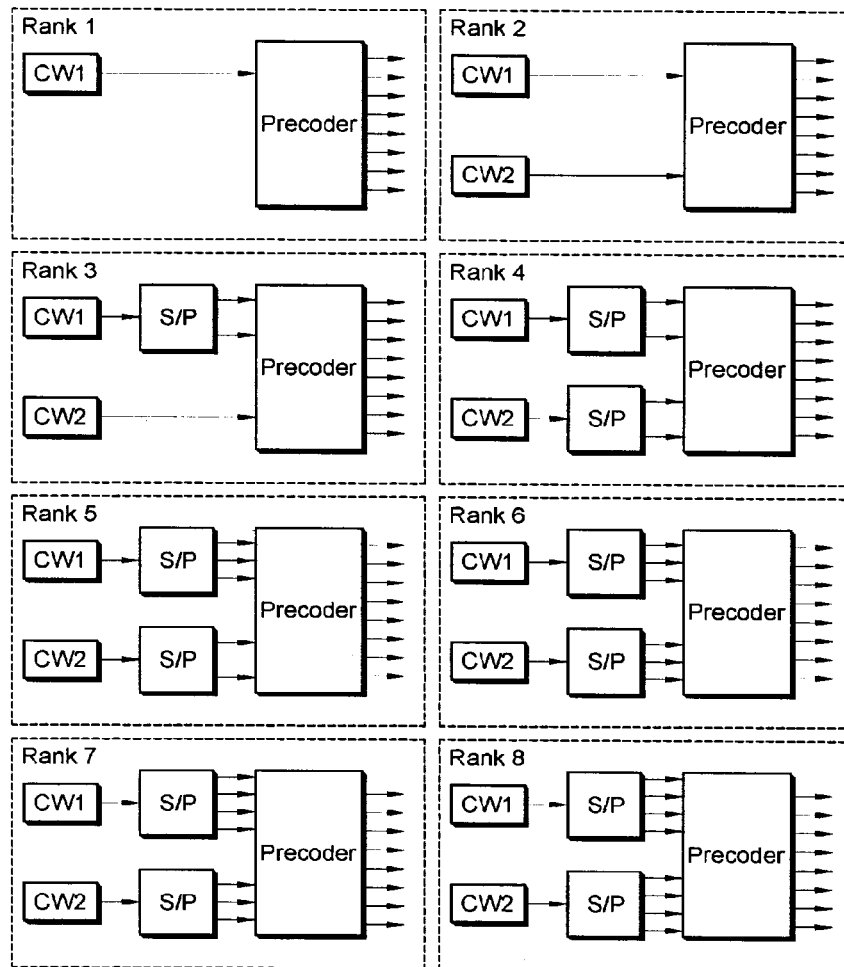 Rank 1
CW1
Precoder
Rank 2
CW1
Precoder
CW2
Rank 3
CW1
S/P
Precoder
CW2
Rank 4
CW1
S/P
Precoder
CW2
S/P
Rank 5
CW1
S/P
Precoder
CW2
S/P
Rank 6
CW1
S/P
Precoder
CW2
S/P
Rank 7
CW1
S/P
Precoder
CW2
S/P
Rank 8
CW1
S/P
Precoder
CW2
S/P